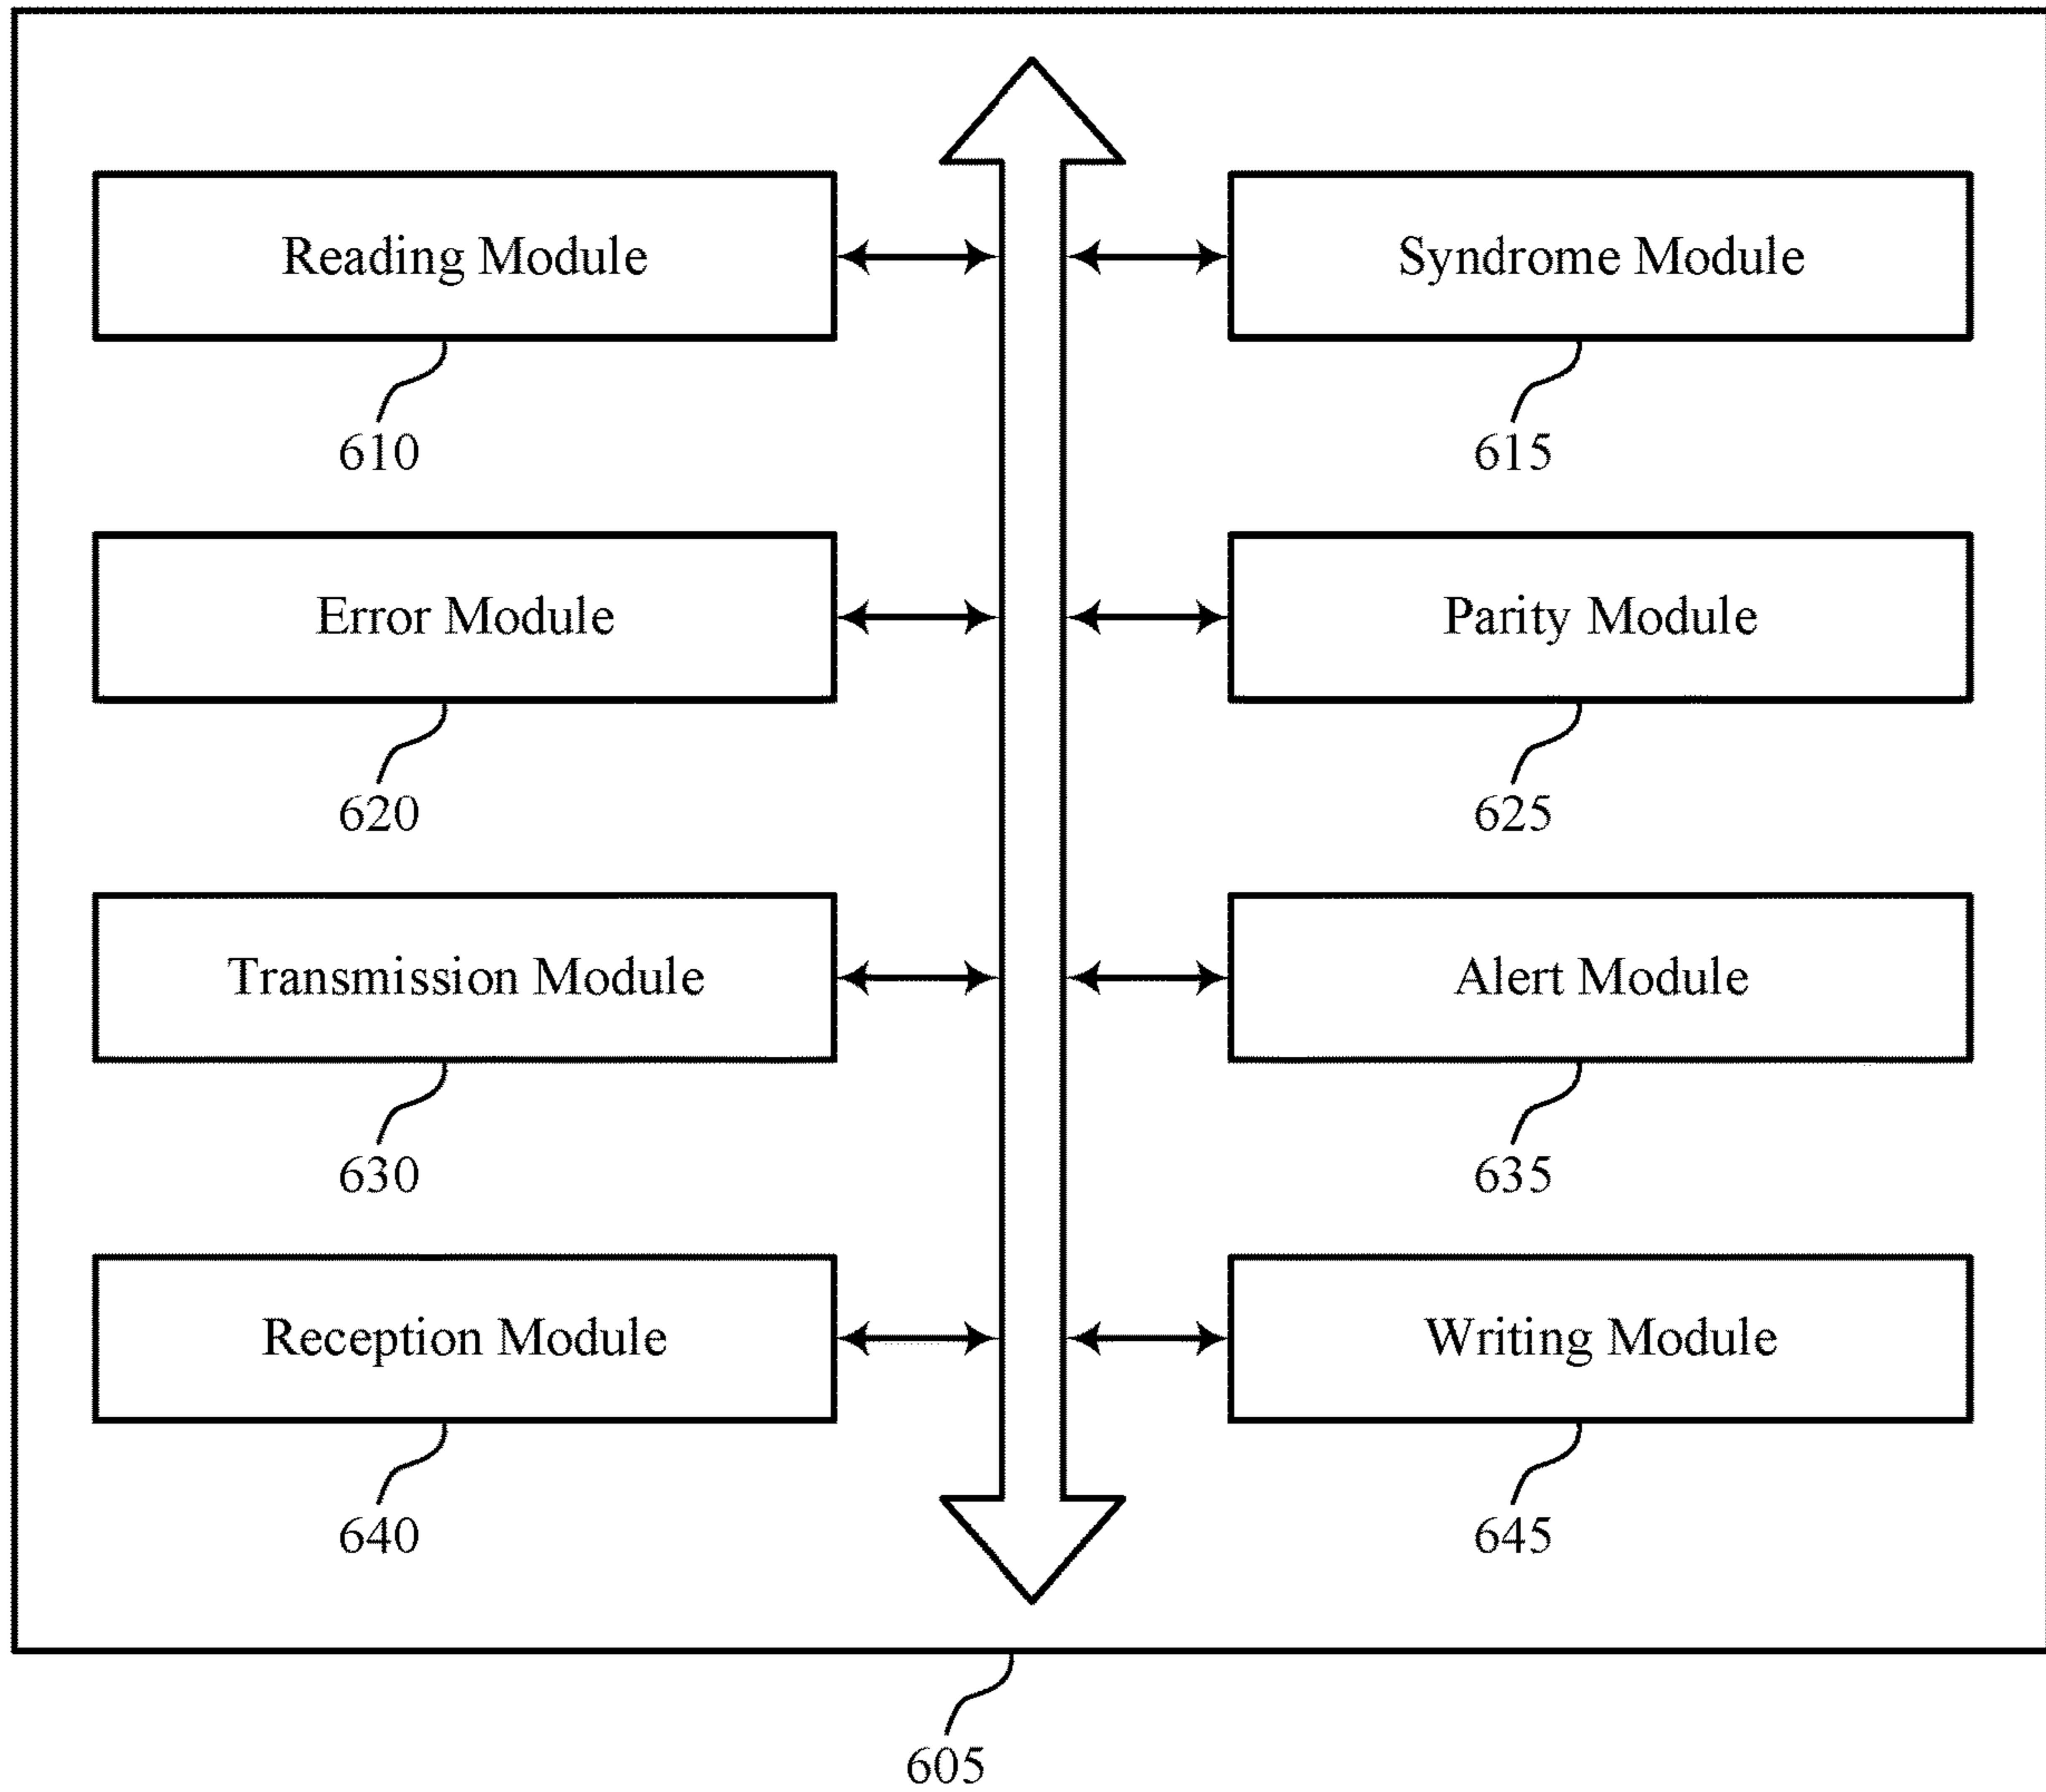 Reading Module
Syndrome Module
610
615
Error Module
Parity Module
620
625
Transmission Module
Alert Module
630
635
Reception Module
Writing Module
640
645
605